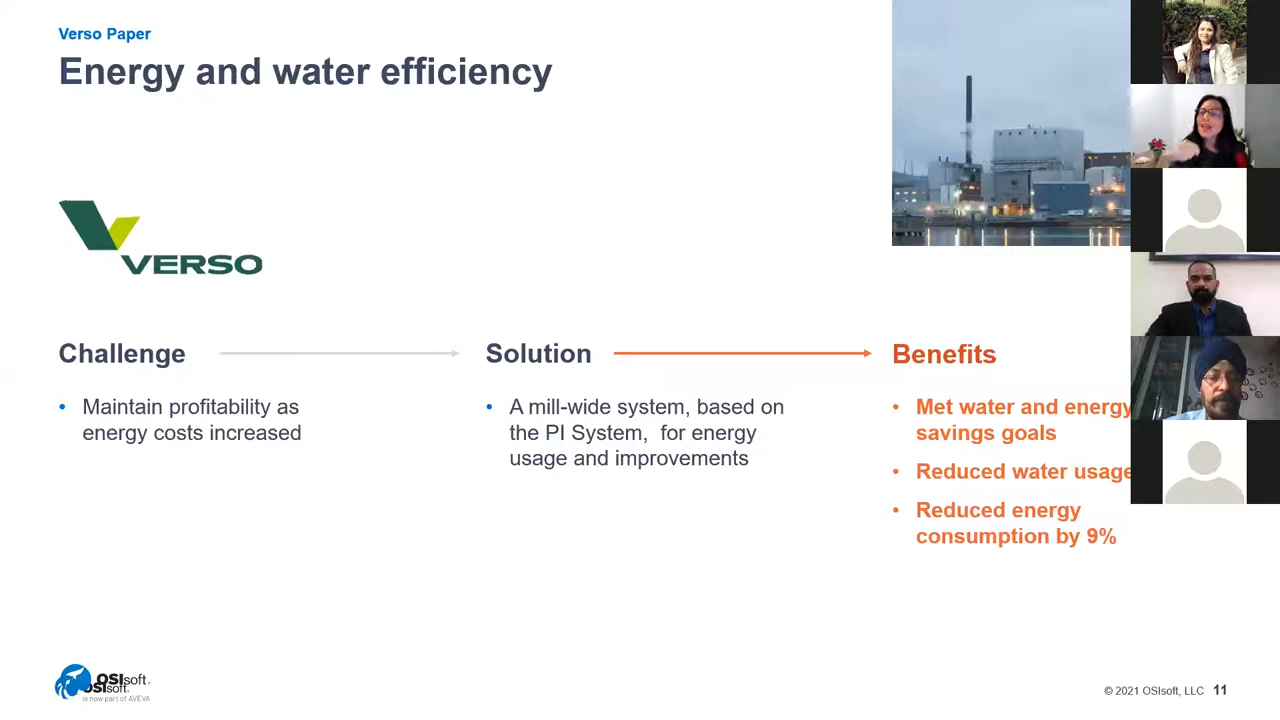 Verso Paper
Energy and water efficiency
VERSO
Challenge
• Maintain profitability as
energy costs increased
Solution
• A mill-wide system, based on
the PI System, for energy
usage and improvements
Benefits
• Met water and energy
savings goals
• Reduced water usage
• Reduced energy
consumption by 9%
OSIsoft.
OSIsoft.
is now part of AVEVA
© 2021 OSIsoft, LLC 11